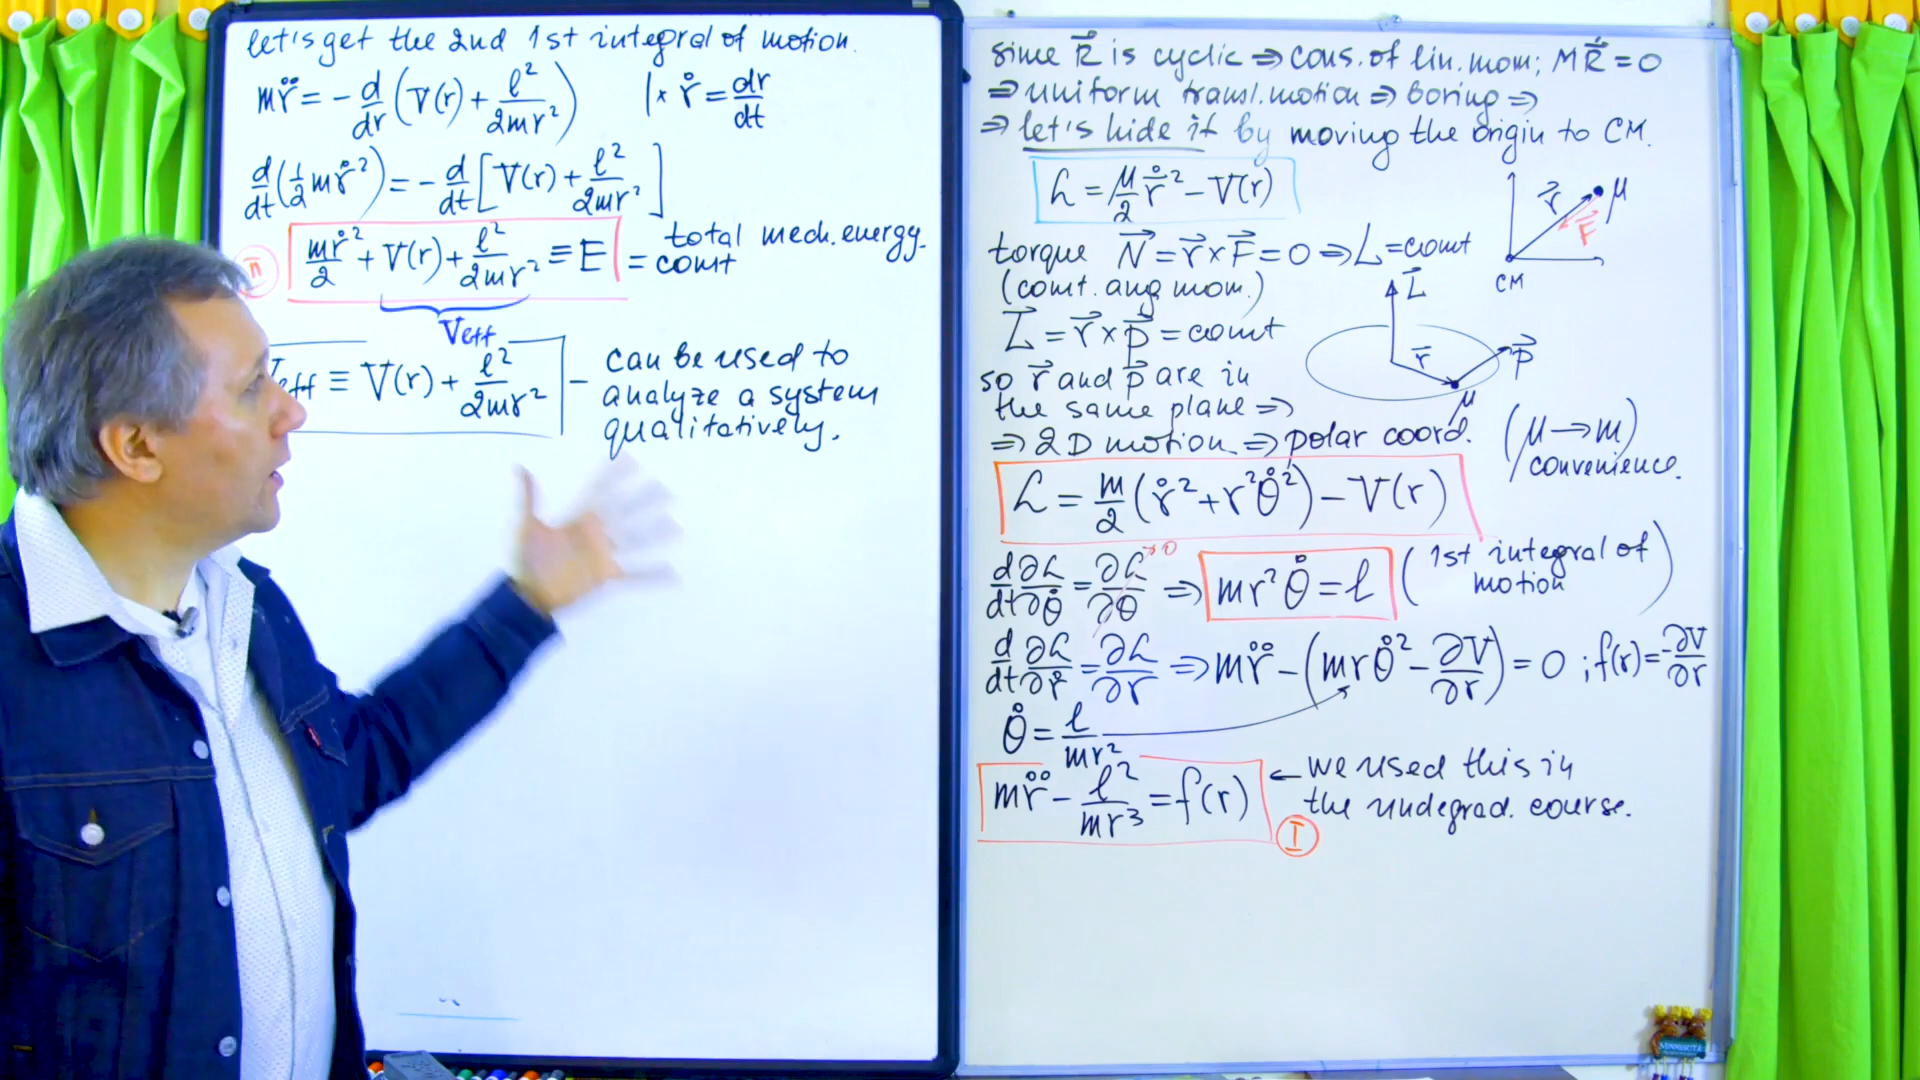 let's get the 2nd 1st integral of motion.
mr̈ = - d/dr (V(r) + l²/2mr²) | × ṙ = dr/dt
d/dt (½ mṙ²) = - d/dt [V(r) + l²/2mr²]
II mṙ²/2 + V(r) + l²/2mr² ≡ E = total mech. energy. = const
Veff
eff ≡ V(r) + l²/2mr² - can be used to
analyze a system
qualitatively.
since R⃗ is cyclic ⇒ cons. of lin. mom; MR̈⃗ = 0
⇒ uniform transl. motion ⇒ boring ⇒
⇒ let's hide it by moving the origin to CM.
L = μ/2 ṙ⃗² - V(r)
r⃗ μ
F⃗
CM
torque N⃗ = r⃗ × F⃗ = 0 ⇒ L = const
(const. ang mom.)
L⃗ = r⃗ × p⃗ = const
L⃗
r⃗ p⃗
μ
so r⃗ and p⃗ are in
the same plane ⇒
⇒ 2D motion ⇒ polar coord.
(μ → m)
convenience.
L = m/2 (ṙ² + r²θ̇²) - V(r)
d/dt ∂L/∂θ̇ = ∂L/∂θ → 0 ⇒ mr²θ̇ = l (1st integral of
motion)
d/dt ∂L/∂ṙ = ∂L/∂r ⇒ mr̈ - (mrθ̇² - ∂V/∂r) = 0 ; f(r) = -∂V/∂r
θ̇ = l/mr²
mr̈ - l²/mr³ = f(r) ← we used this in
the undegrad. course.
I
MINNESOTA